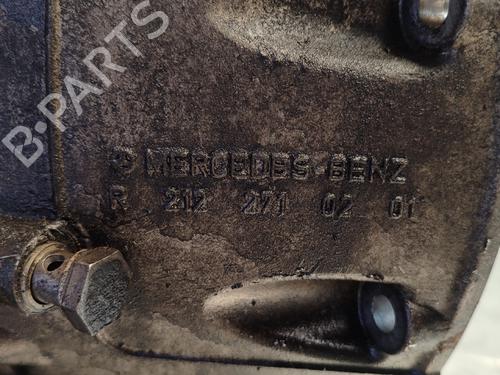 B-PARTS
MERCEDES-BENZ
R 212 271 02 01